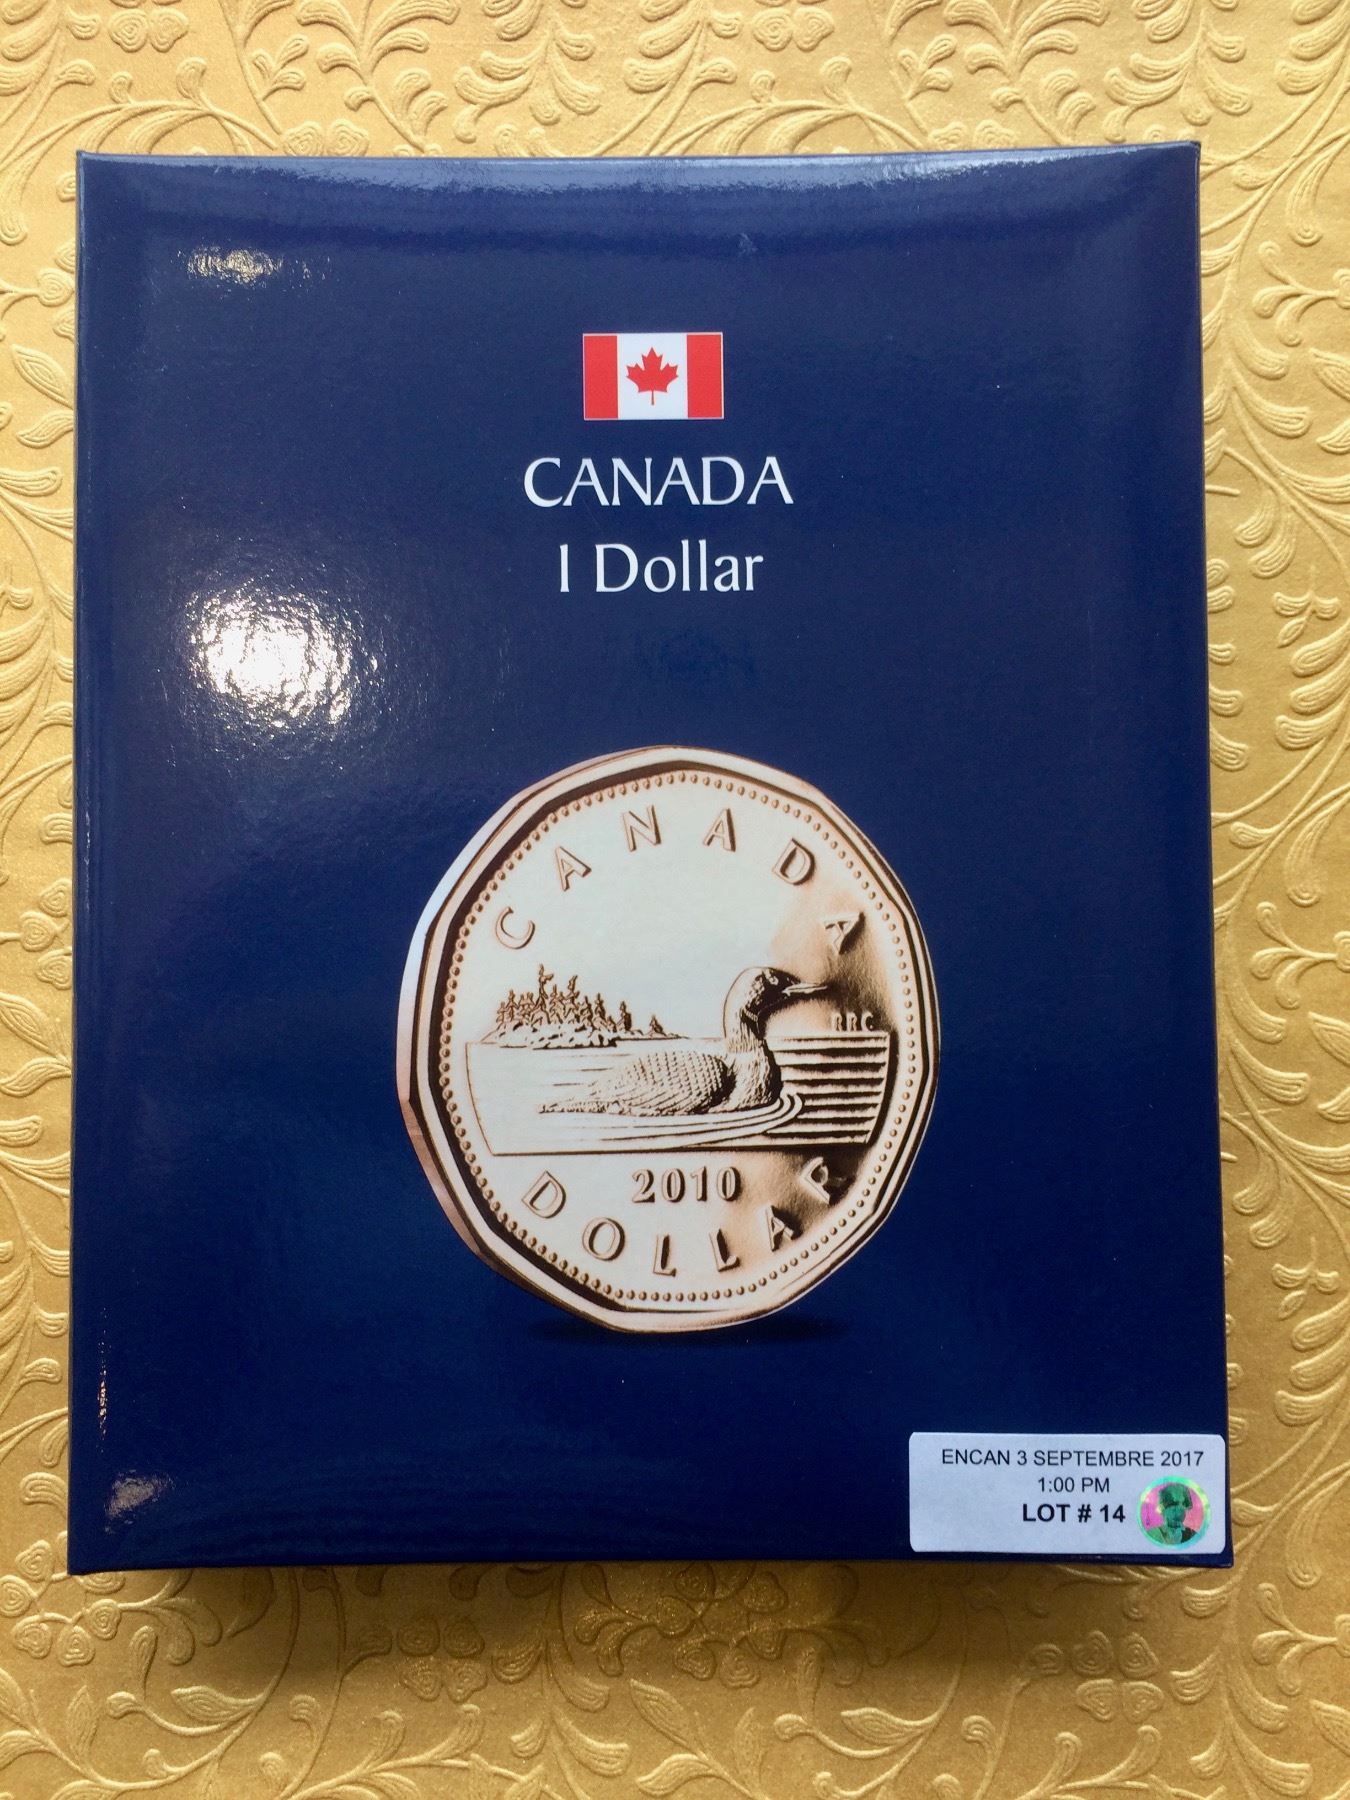 CANADA
1 Dollar
CANADA
RRC
2010
DOLLAR
ENCAN 3 SEPTEMBRE 2017
1:00 PM
LOT # 14